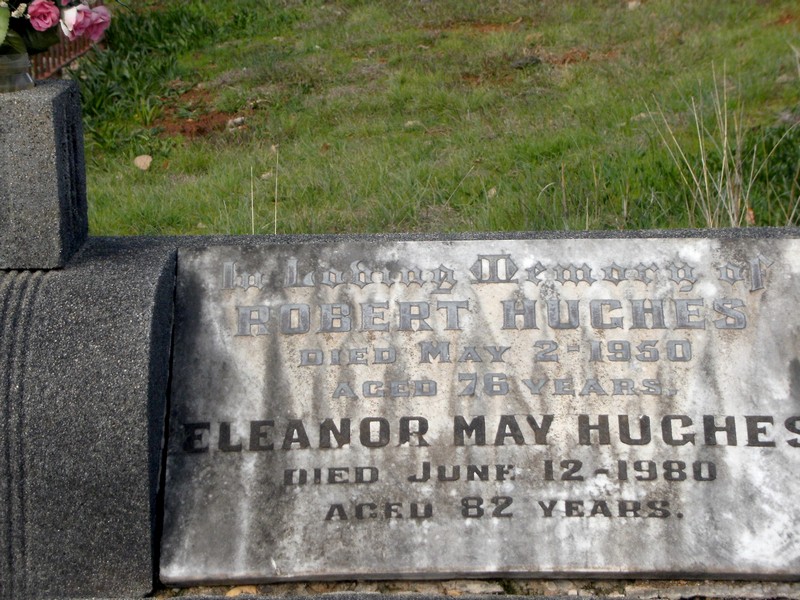 In Loving Memory of
ROBERT HUGHES
DIED MAY 2-1950
AGED 76 YEARS.
ELEANOR MAY HUGHES
DIED JUNE 12-1980
AGED 82 YEARS.